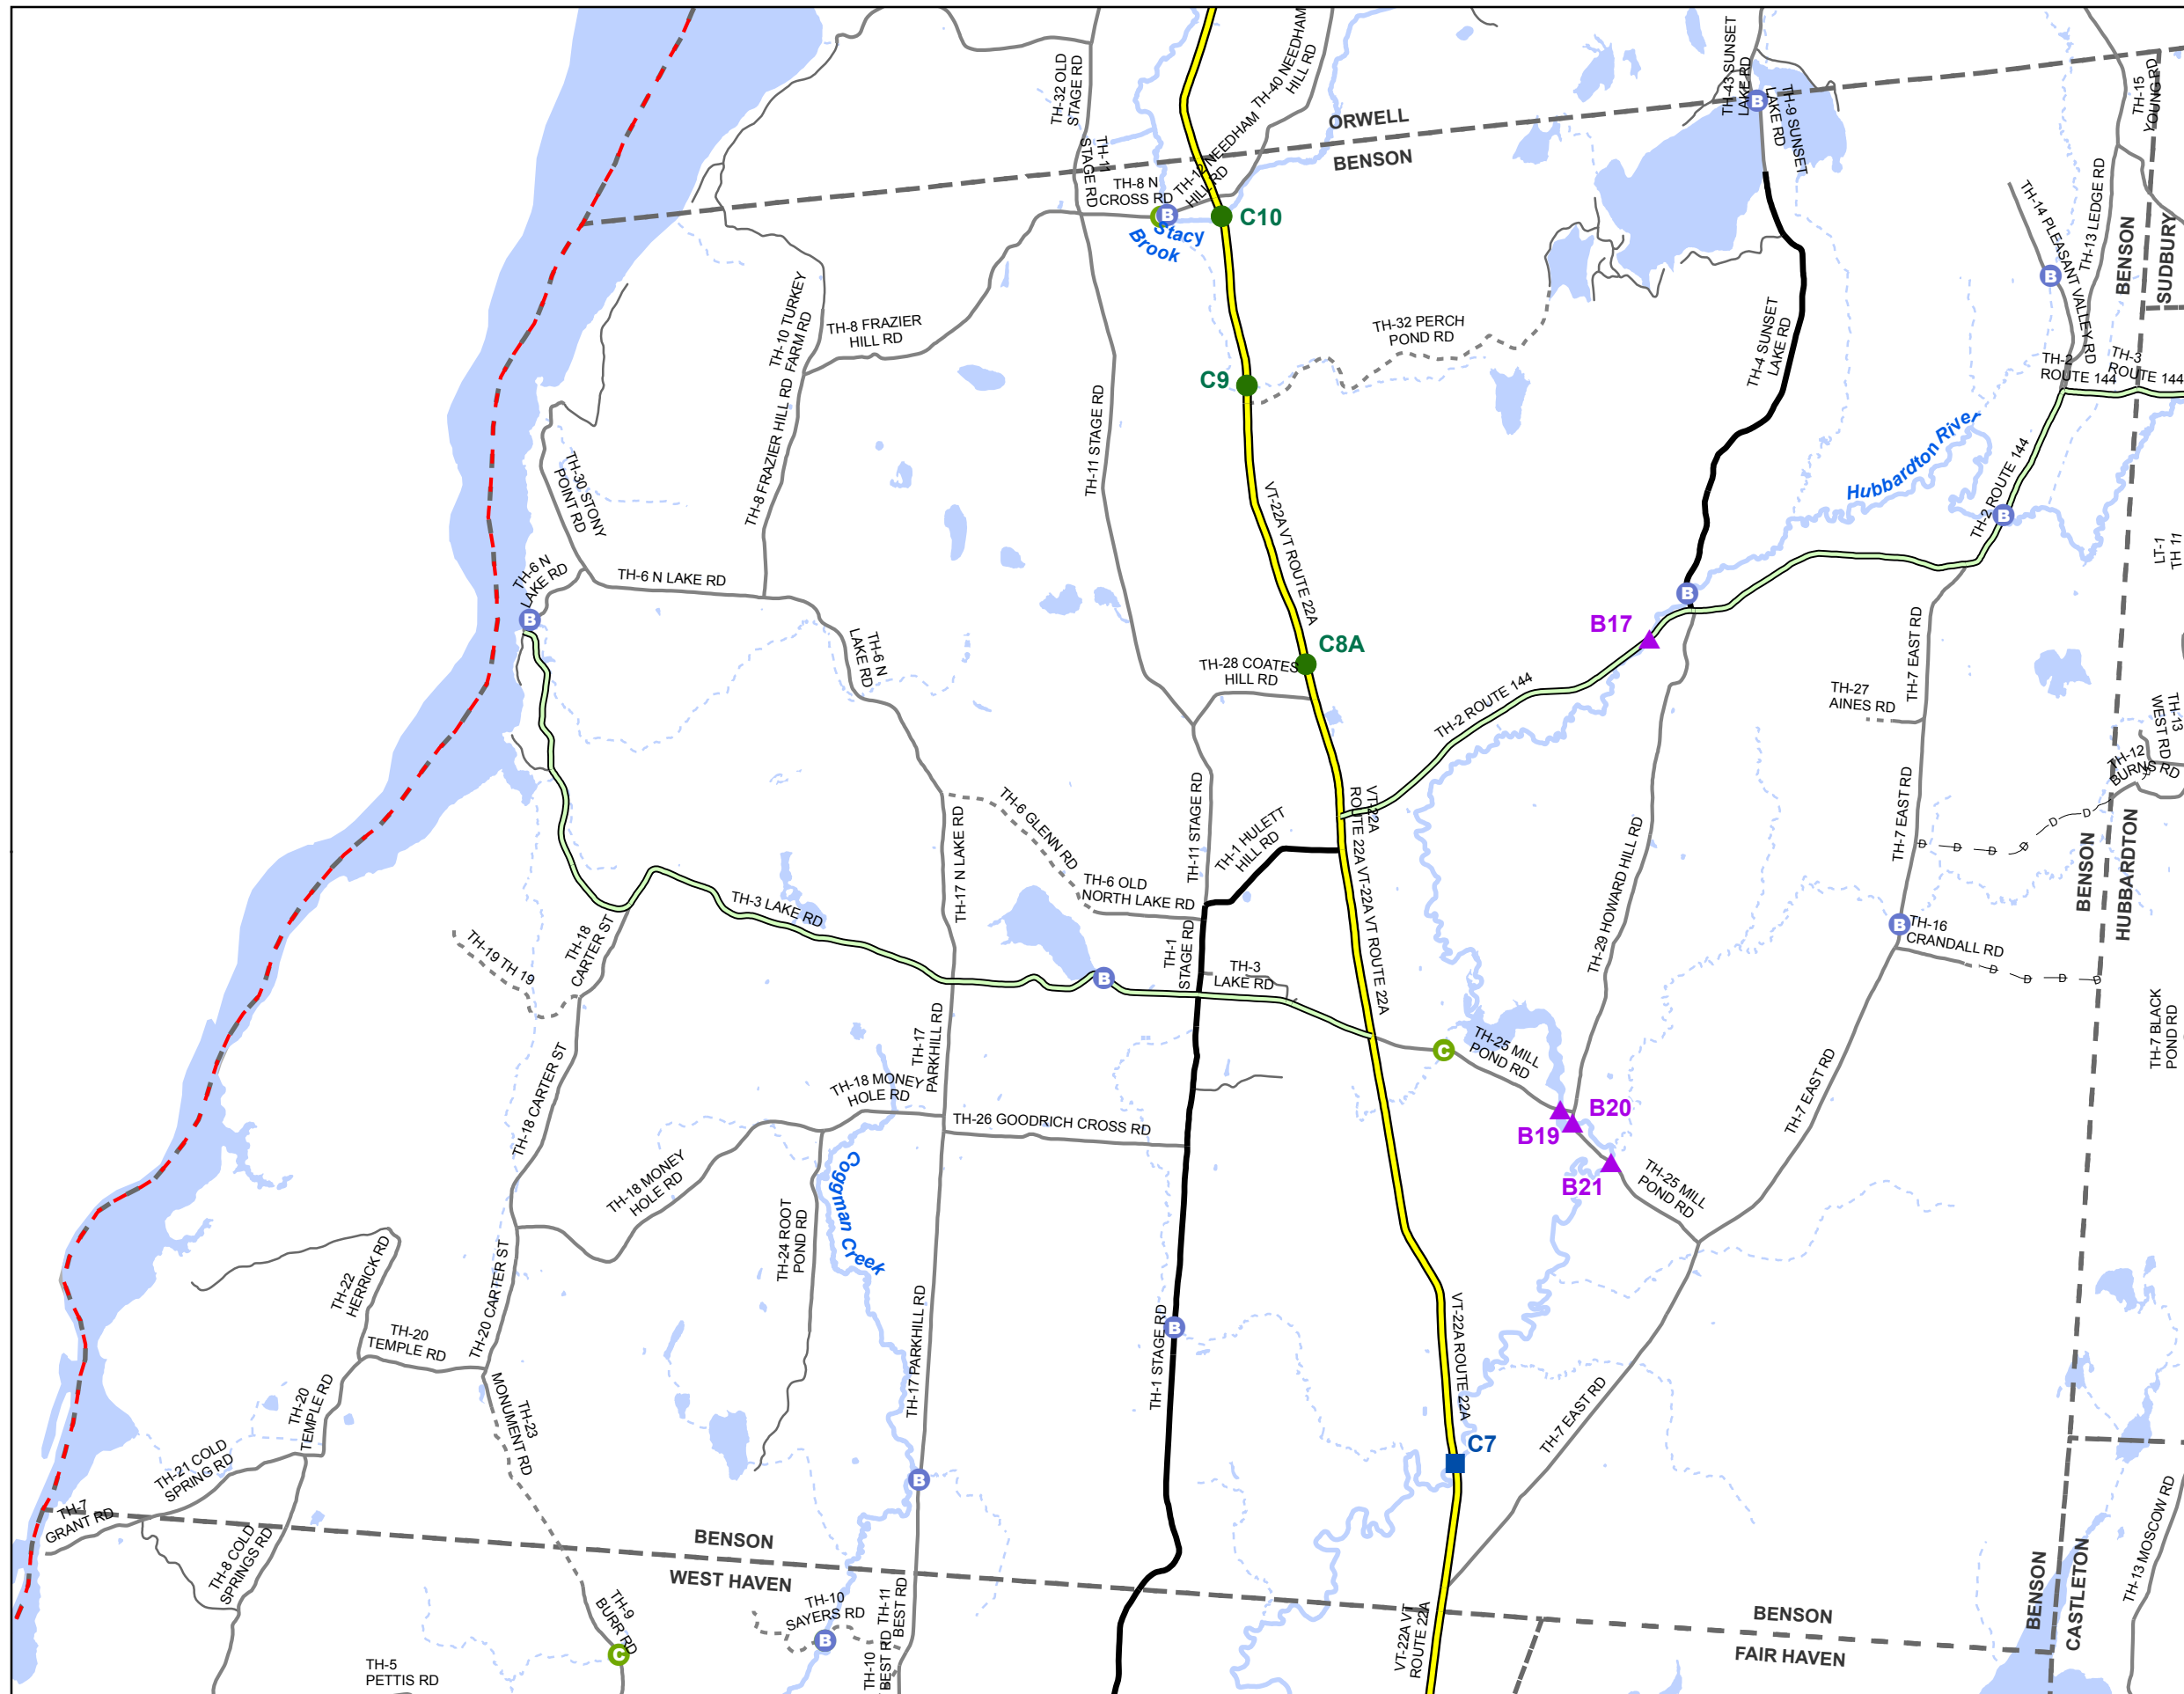 TH-32 OLD
STAGE RD
TH-40 NEEDHAM
HILL RD
TH-43 SUNSET
LAKE RD
TH-9 SUNSET
LAKE RD
B
TH-15
YOUNG RD
ORWELL
BENSON
TH-11
STAGE RD
TH-8 N
CROSS RD
TH-12 NEEDHAM
HILL RD
B
Stacy
Brook
C10
TH-14 PLEASANT VALLEY RD
TH-13 LEDGE RD
BENSON
SUDBURY
B
TH-10 TURKEY
FARM RD
TH-8 FRAZIER
HILL RD
TH-32 PERCH
POND RD
TH-4 SUNSET
LAKE RD
C9
TH-2
ROUTE 144
TH-3
ROUTE 144
TH-8 FRAZIER HILL RD
TH-11 STAGE RD
Hubbardton River
TH-2 ROUTE 144
B
TH-30 STONY
POINT RD
VT-22A VT ROUTE 22A
LT-1
TH 11
TH-6 N
LAKE RD
TH-6 N LAKE RD
B
B
B17
TH-6 N
LAKE RD
C8A
TH-28 COATES
HILL RD
TH-7 EAST RD
TH-27
AINES RD
TH-2 ROUTE 144
TH-13
WEST RD
TH-12
BURNS RD
TH-6 GLENN RD
TH-17 N LAKE RD
TH-11 STAGE RD
TH-1 HULETT
HILL RD
VT-22A
ROUTE 22A
VT-22A VT ROUTE 22A
TH-29 HOWARD HILL RD
TH-7 EAST RD
D D D D D D D
BENSON
HUBBARDTON
TH-6 OLD
NORTH LAKE RD
TH-3 LAKE RD
TH-18
CARTER ST
TH-19 TH 19
TH-1
STAGE RD
TH-3
LAKE RD
B
B
TH-16
CRANDALL RD
D D D D
TH-17
PARKHILL RD
C
TH-25 MILL
POND RD
TH-7 BLACK
POND RD
TH-18 CARTER ST
TH-18 MONEY
HOLE RD
TH-26 GOODRICH CROSS RD
B20
B19
B21
TH-25 MILL
POND RD
TH-7 EAST RD
TH-18 MONEY
HOLE RD
TH-24 ROOT
POND RD
Coggman Creek
TH-22
HERRICK RD
TH-20 CARTER ST
TH-20
TEMPLE RD
TH-17 PARKHILL RD
TH-1 STAGE RD
B
VT-22A ROUTE 22A
TH-7 EAST RD
TH-20
TEMPLE RD
TH-23
MONUMENT RD
C7
TH-21 COLD
SPRING RD
B
TH-7
GRANT RD
TH-8 COLD
SPRINGS RD
BENSON
WEST HAVEN
TH-13 MOSCOW RD
TH-9
BURR RD
C
TH-10
SAYERS RD
B
TH-11
BEST RD
TH-10
BEST RD
VT-22A VT
ROUTE 22A
BENSON
FAIR HAVEN
BENSON
CASTLETON
TH-5
PETTIS RD